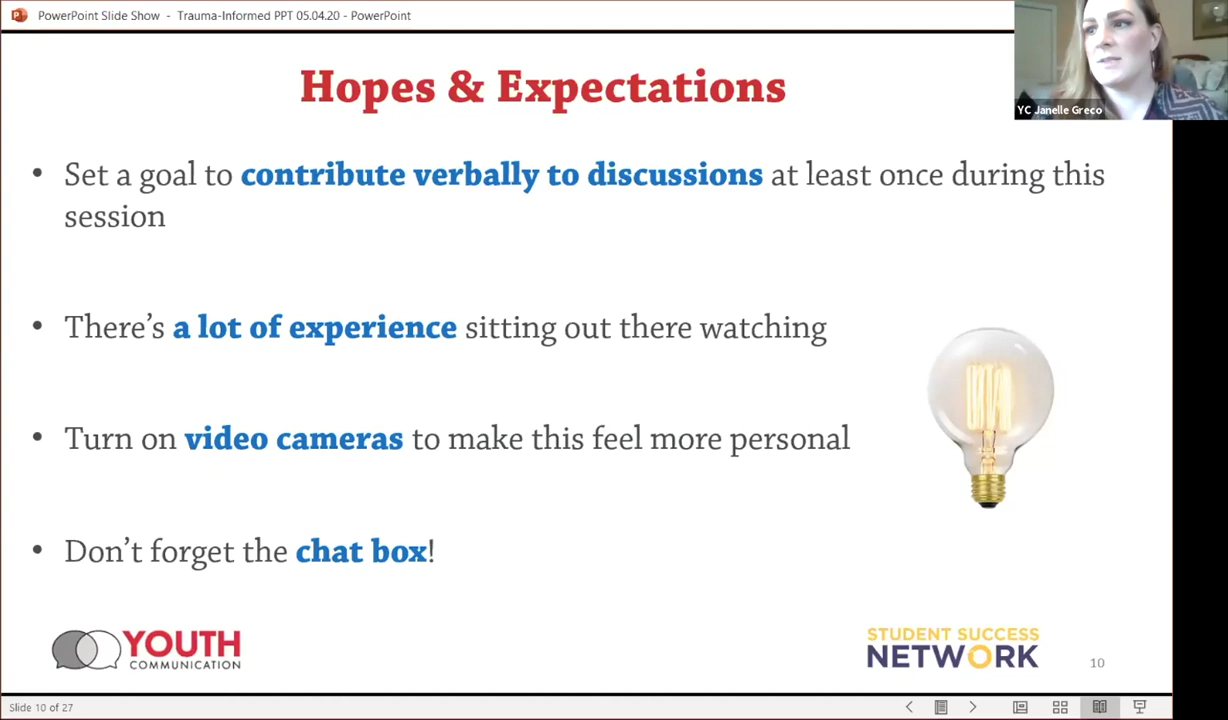 PowerPoint Slide Show - Trauma-Informed PPT 05.04.20 - PowerPoint
YC Janelle Greco
Hopes & Expectations
• Set a goal to contribute verbally to discussions at least once during this
session
• There’s a lot of experience sitting out there watching
• Turn on video cameras to make this feel more personal
• Don’t forget the chat box!
YOUTH
COMMUNICATION
STUDENT SUCCESS
NETWORK
10
Slide 10 of 27